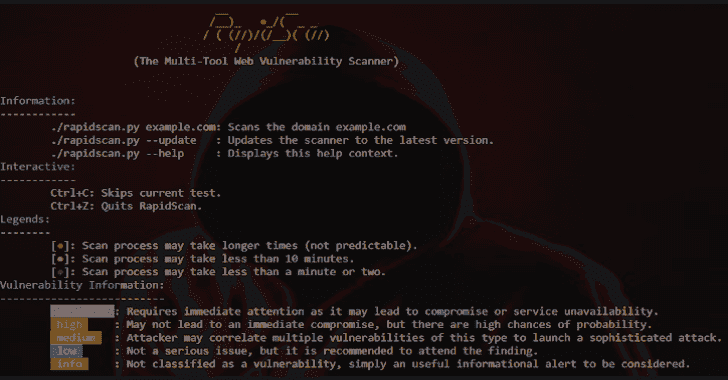 (The Multi-Tool Web Vulnerability Scanner)
Information:
------------
./rapidscan.py example.com: Scans the domain example.com
./rapidscan.py --update   : Updates the scanner to the latest version.
./rapidscan.py --help     : Displays this help context.
Interactive:
------------
Ctrl+C: Skips current test.
Ctrl+Z: Quits RapidScan.
Legends:
--------
[●]: Scan process may take longer times (not predictable).
[●]: Scan process may take less than 10 minutes.
[●]: Scan process may take less than a minute or two.
Vulnerability Information:
--------------------------
: Requires immediate attention as it may lead to compromise or service unavailability.
high    : May not lead to an immediate compromise, but there are high chances of probability.
medium  : Attacker may correlate multiple vulnerabilities of this type to launch a sophisticated attack.
low     : Not a serious issue, but it is recommended to attend the finding.
info    : Not classified as a vulnerability, simply an useful informational alert to be considered.